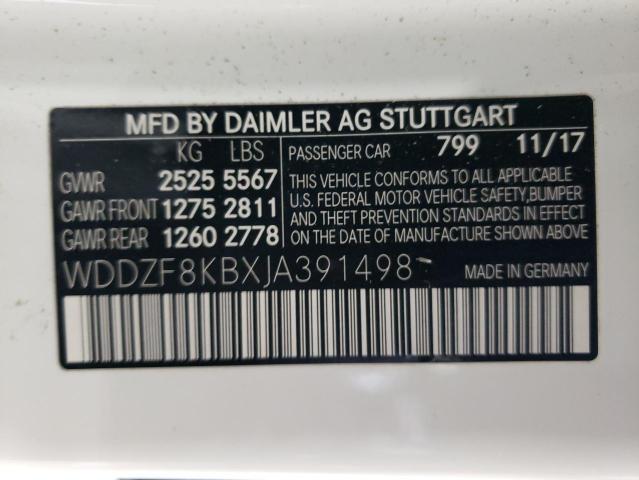 MFD BY DAIMLER AG STUTTGART
KG LBS PASSENGER CAR 799 11/17
GVWR 2525 5567
GAWR FRONT 1275 2811
GAWR REAR 1260 2778
THIS VEHICLE CONFORMS TO ALL APPLICABLE
U.S. FEDERAL MOTOR VEHICLE SAFETY, BUMPER
AND THEFT PREVENTION STANDARDS IN EFFECT
ON THE DATE OF MANUFACTURE SHOWN ABOVE
WDDZF8KBXJA391498 MADE IN GERMANY